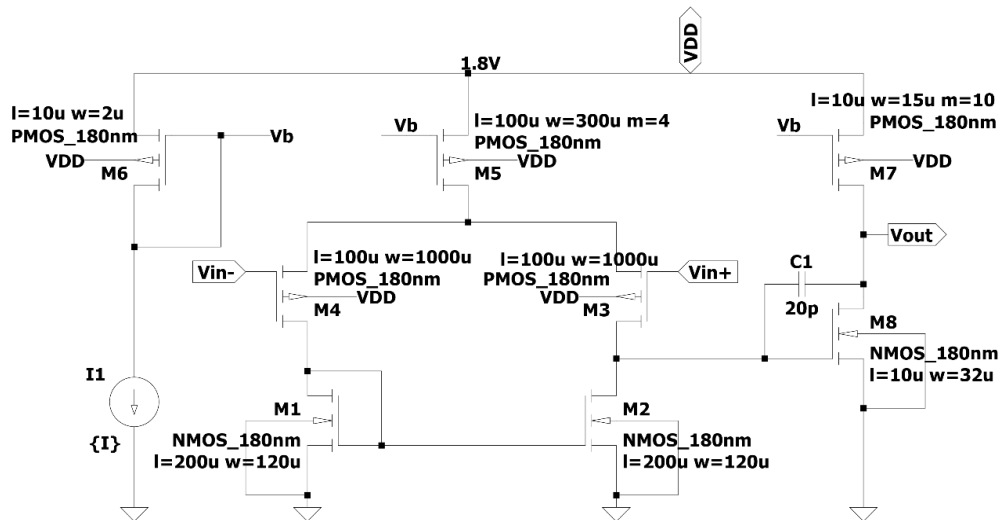 VDD
1.8V
l=10u w=2u
PMOS_180nm
VDD
M6
Vb
Vb
l=100u w=300u m=4
PMOS_180nm
VDD
M5
l=10u w=15u m=10
PMOS_180nm
Vb
VDD
M7
Vout
Vin-
l=100u w=1000u
PMOS_180nm
VDD
M4
l=100u w=1000u
PMOS_180nm
VDD
M3
Vin+
C1
20p
M8
NMOS_180nm
l=10u w=32u
I1
{I}
M1
NMOS_180nm
l=200u w=120u
M2
NMOS_180nm
l=200u w=120u